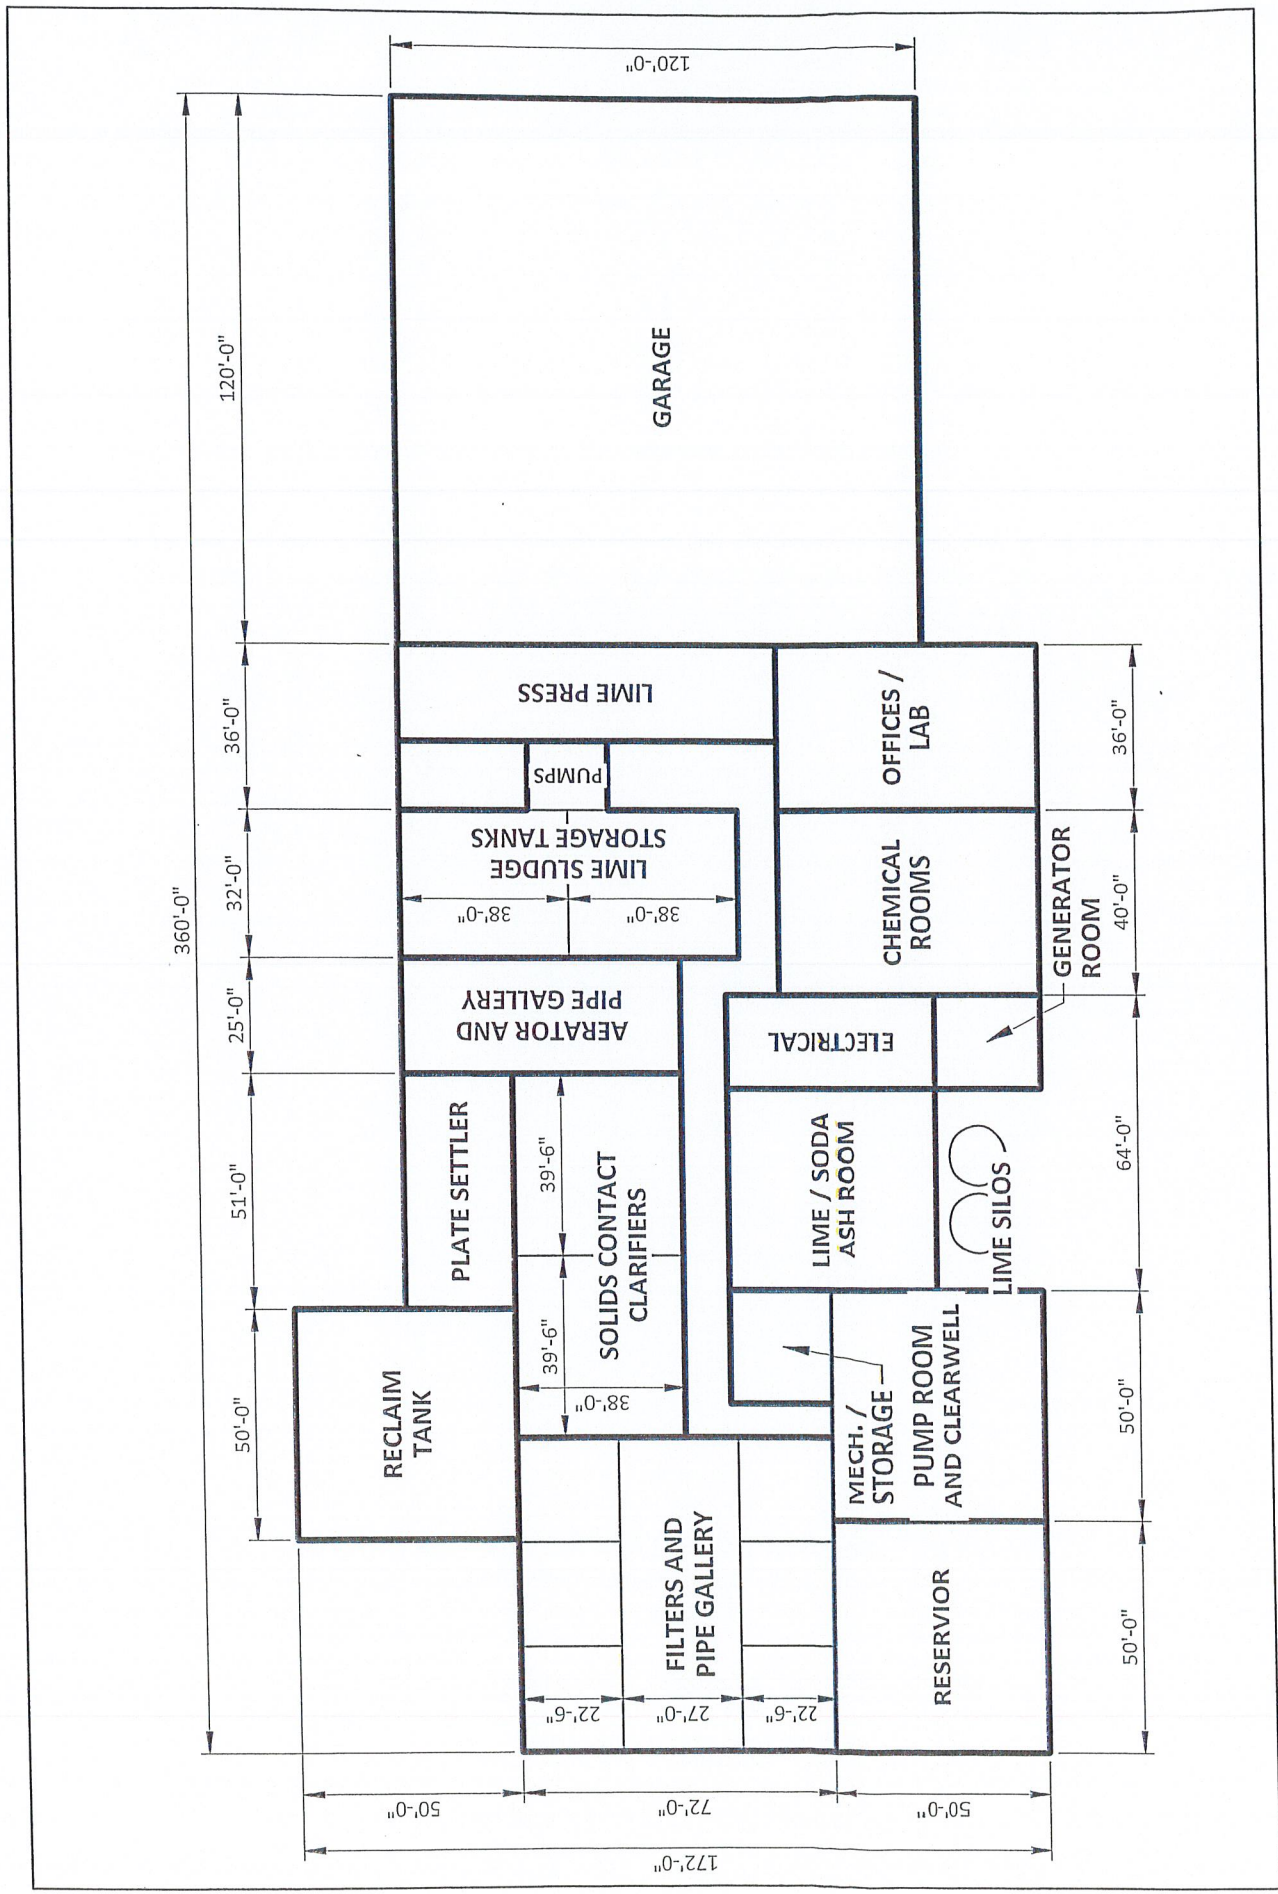 360'-0"
120'-0"
36'-0"
32'-0"
25'-0"
51'-0"
50'-0"
120'-0"
GARAGE
LIME PRESS
PUMPS
LIME SLUDGE
STORAGE TANKS
38'-0"
38'-0"
AERATOR AND
PIPE GALLERY
PLATE SETTLER
RECLAIM
TANK
39'-6"
39'-6"
38'-0"
SOLIDS CONTACT
CLARIFIERS
OFFICES /
LAB
CHEMICAL
ROOMS
GENERATOR
ROOM
ELECTRICAL
LIME / SODA
ASH ROOM
LIME SILOS
MECH. /
STORAGE
PUMP ROOM
AND CLEARWELL
FILTERS AND
PIPE GALLERY
22'-6"
27'-0"
22'-6"
RESERVIOR
36'-0"
40'-0"
64'-0"
50'-0"
50'-0"
50'-0"
72'-0"
50'-0"
172'-0"